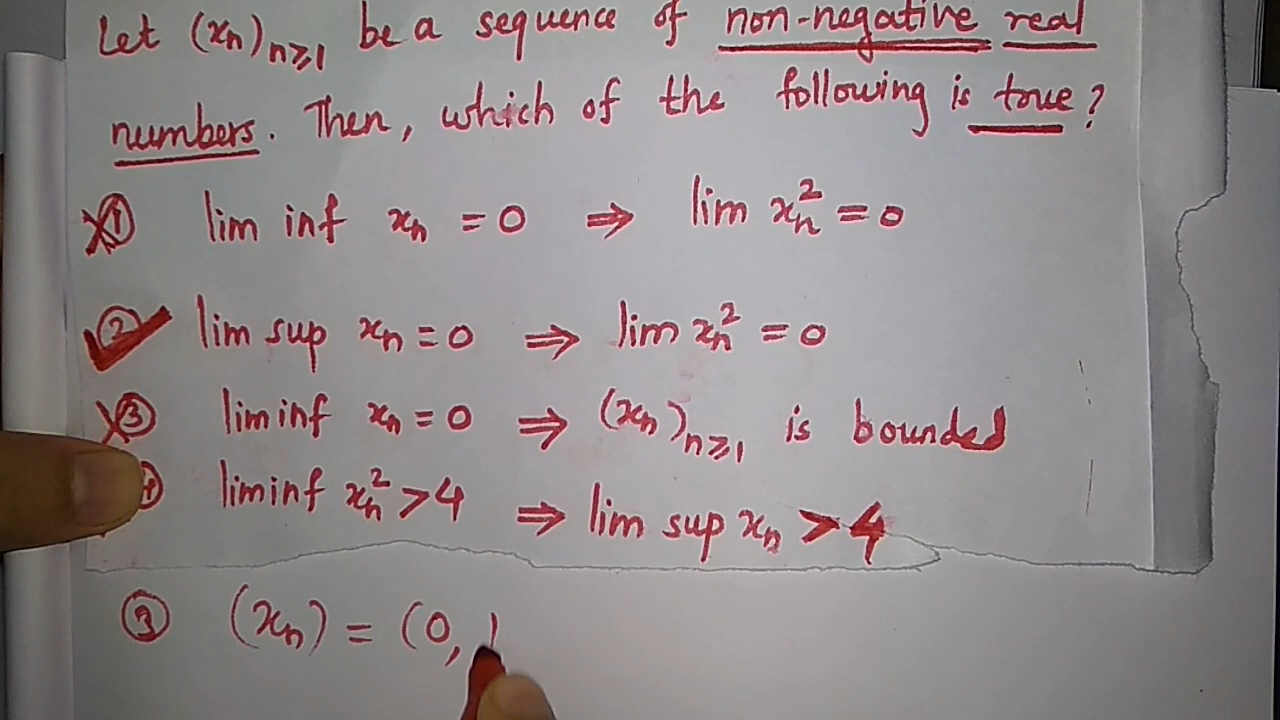 Let (xₙ)ₙ≥₁ be a sequence of non-negative real
numbers. Then, which of the following is true?
① lim inf xₙ = 0 ⇒ lim xₙ² = 0
② lim sup xₙ = 0 ⇒ lim xₙ² = 0
③ lim inf xₙ = 0 ⇒ (xₙ)ₙ≥₁ is bounded
lim inf xₙ² > 4 ⇒ lim sup xₙ > 4
③ (xₙ) = (0,